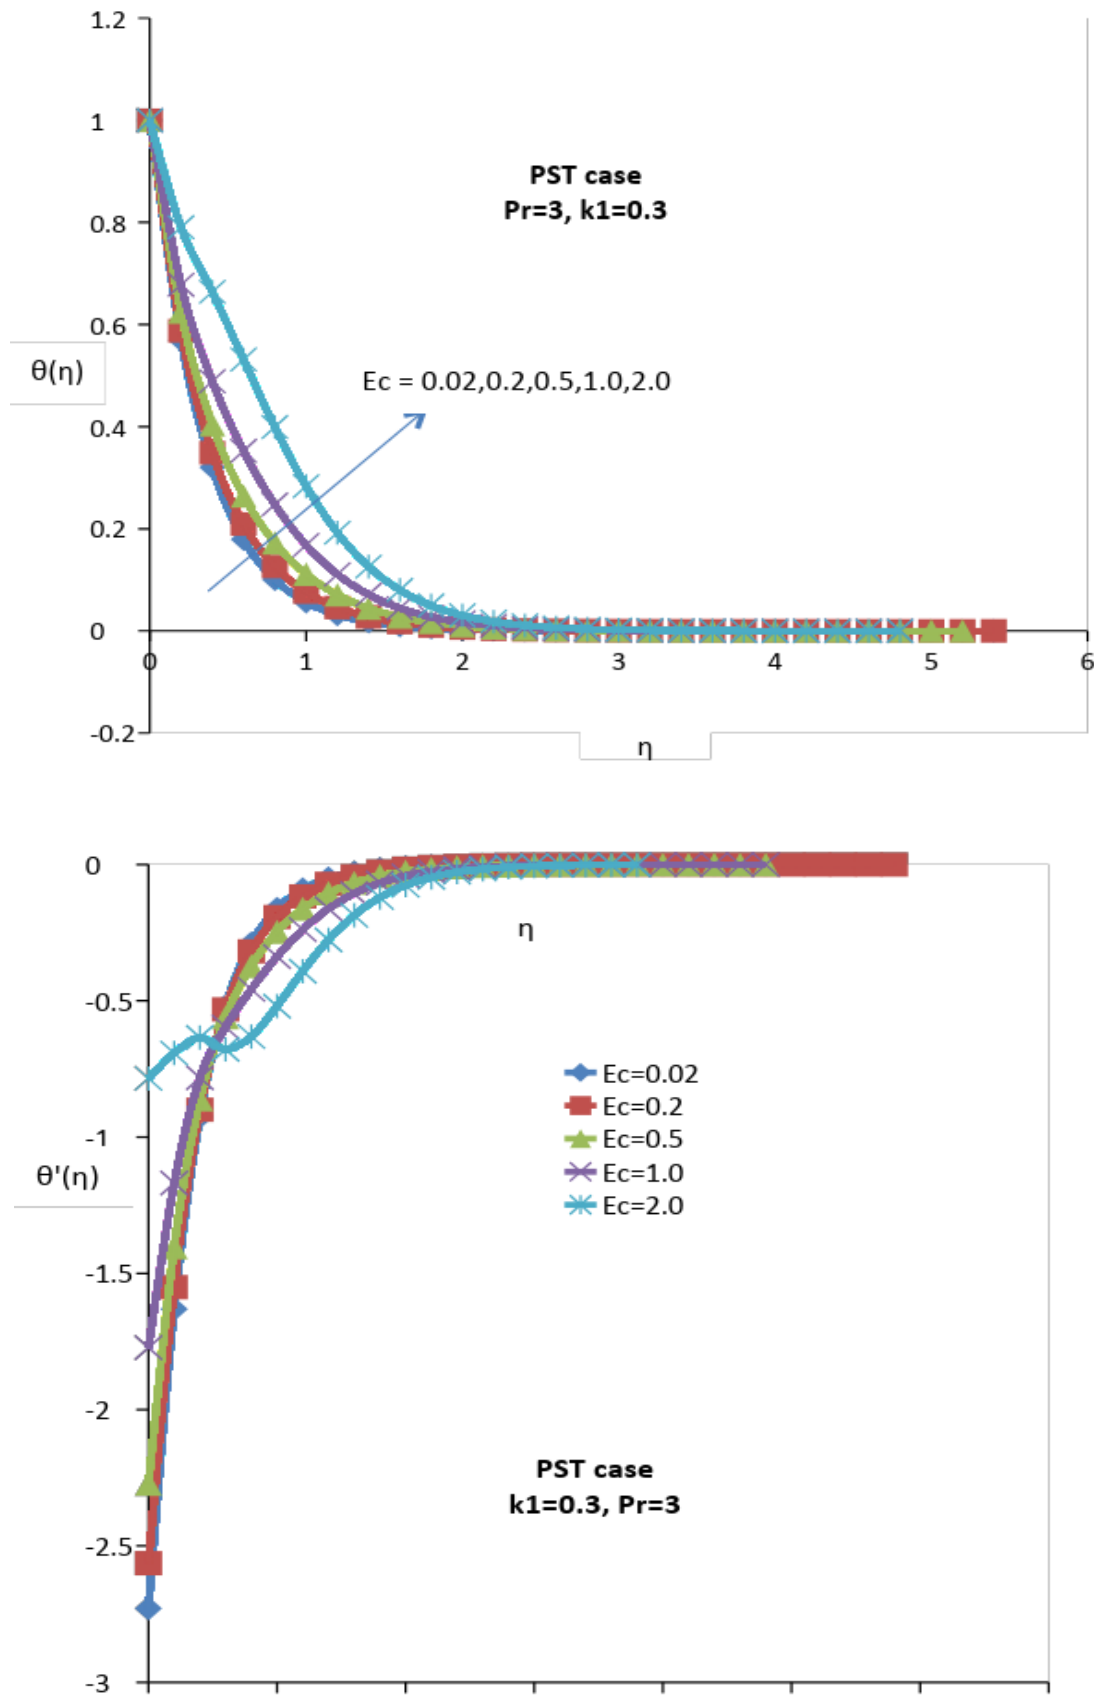 1.2
1
PST case
Pr=3, k1=0.3
0.8
0.6
θ(η)
Ec = 0.02,0.2,0.5,1.0,2.0
0.4
0.2
0
0 1 2 3 4 5 6
-0.2
η
0
η
-0.5
Ec=0.02
Ec=0.2
-1
Ec=0.5
θ'(η)
Ec=1.0
Ec=2.0
-1.5
-2
PST case
k1=0.3, Pr=3
-2.5
-3